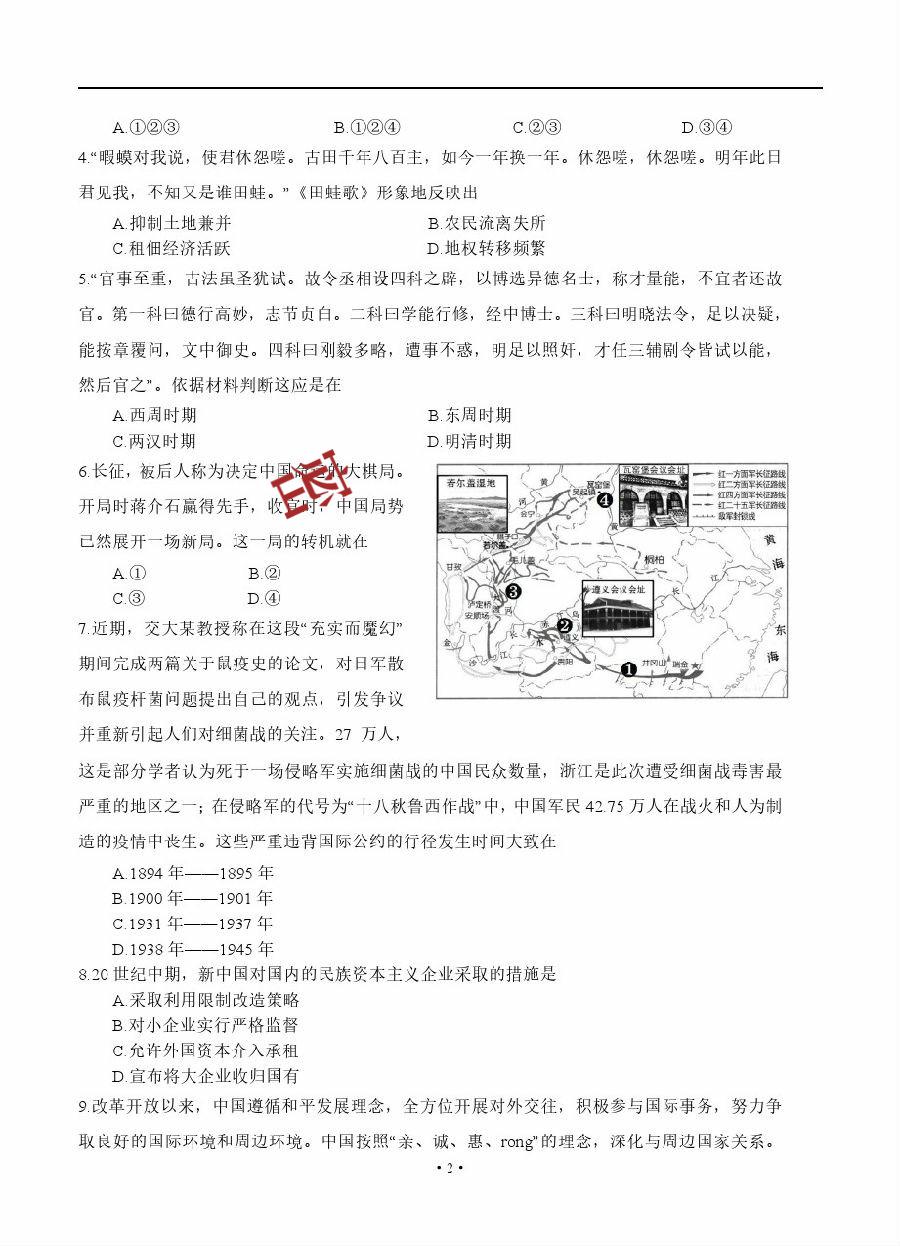 A.①②③ B.①②④ C.②③ D.③④
4.“暇蟆对我说，使君休怨嗟。古田千年八百主，如今一年换一年。休怨嗟，休怨嗟。明年此日
君见我，不知又是谁田蛙。”《田蛙歌》形象地反映出
A.抑制土地兼并 B.农民流离失所
C.租佃经济活跃 D.地权转移频繁
5.“官事至重，古法虽圣犹试。故令丞相设四科之辟，以博选异德名士，称才量能，不宜者还故
官。第一科曰德行高妙，志节贞白。二科曰学能行修，经中博士。三科曰明晓法令，足以决疑，
能按章覆问，文中御史。四科曰刚毅多略，遭事不惑，明足以照奸，才任三辅剧令皆试以能，
然后官之”。依据材料判断这应是在
A.西周时期 B.东周时期
C.两汉时期 D.明清时期
6.长征，被后人称为决定中国命运的大棋局。
开局时蒋介石赢得先手，收官时，中国局势
已然展开一场新局。这一局的转机就在
A.① B.②
C.③ D.④
若尔盖湿地
瓦窑堡会议会址
红一方面军长征路线
红二方面军长征路线
红四方面军长征路线
红二十五军长征路线
敌军封锁线
黄
河
瓦窑堡
吴起镇
❹
会宁
黄
若尔盖
毛儿盖
甘孜
桐柏
黄
海
❸
遵义会议会址
长
江
泸定桥
安顺场
河
❷
赤
水
乌
遵义
东
海
金
沙
江
长
贵阳
❶
井冈山
瑞金
7.近期，交大某教授称在这段“充实而魔幻”
期间完成两篇关于鼠疫史的论文，对日军散
布鼠疫杆菌问题提出自己的观点，引发争议
并重新引起人们对细菌战的关注。27 万人，
这是部分学者认为死于一场侵略军实施细菌战的中国民众数量，浙江是此次遭受细菌战毒害最
严重的地区之一；在侵略军的代号为“十八秋鲁西作战”中，中国军民 42.75 万人在战火和人为制
造的疫情中丧生。这些严重违背国际公约的行径发生时间大致在
A.1894 年——1895 年
B.1900 年——1901 年
C.1931 年——1937 年
D.1938 年——1945 年
8.20 世纪中期，新中国对国内的民族资本主义企业采取的措施是
A.采取利用限制改造策略
B.对小企业实行严格监督
C.允许外国资本介入承租
D.宣布将大企业收归国有
9.改革开放以来，中国遵循和平发展理念，全方位开展对外交往，积极参与国际事务，努力争
取良好的国际环境和周边环境。中国按照“亲、诚、惠、rong”的理念，深化与周边国家关系。
• 2 •